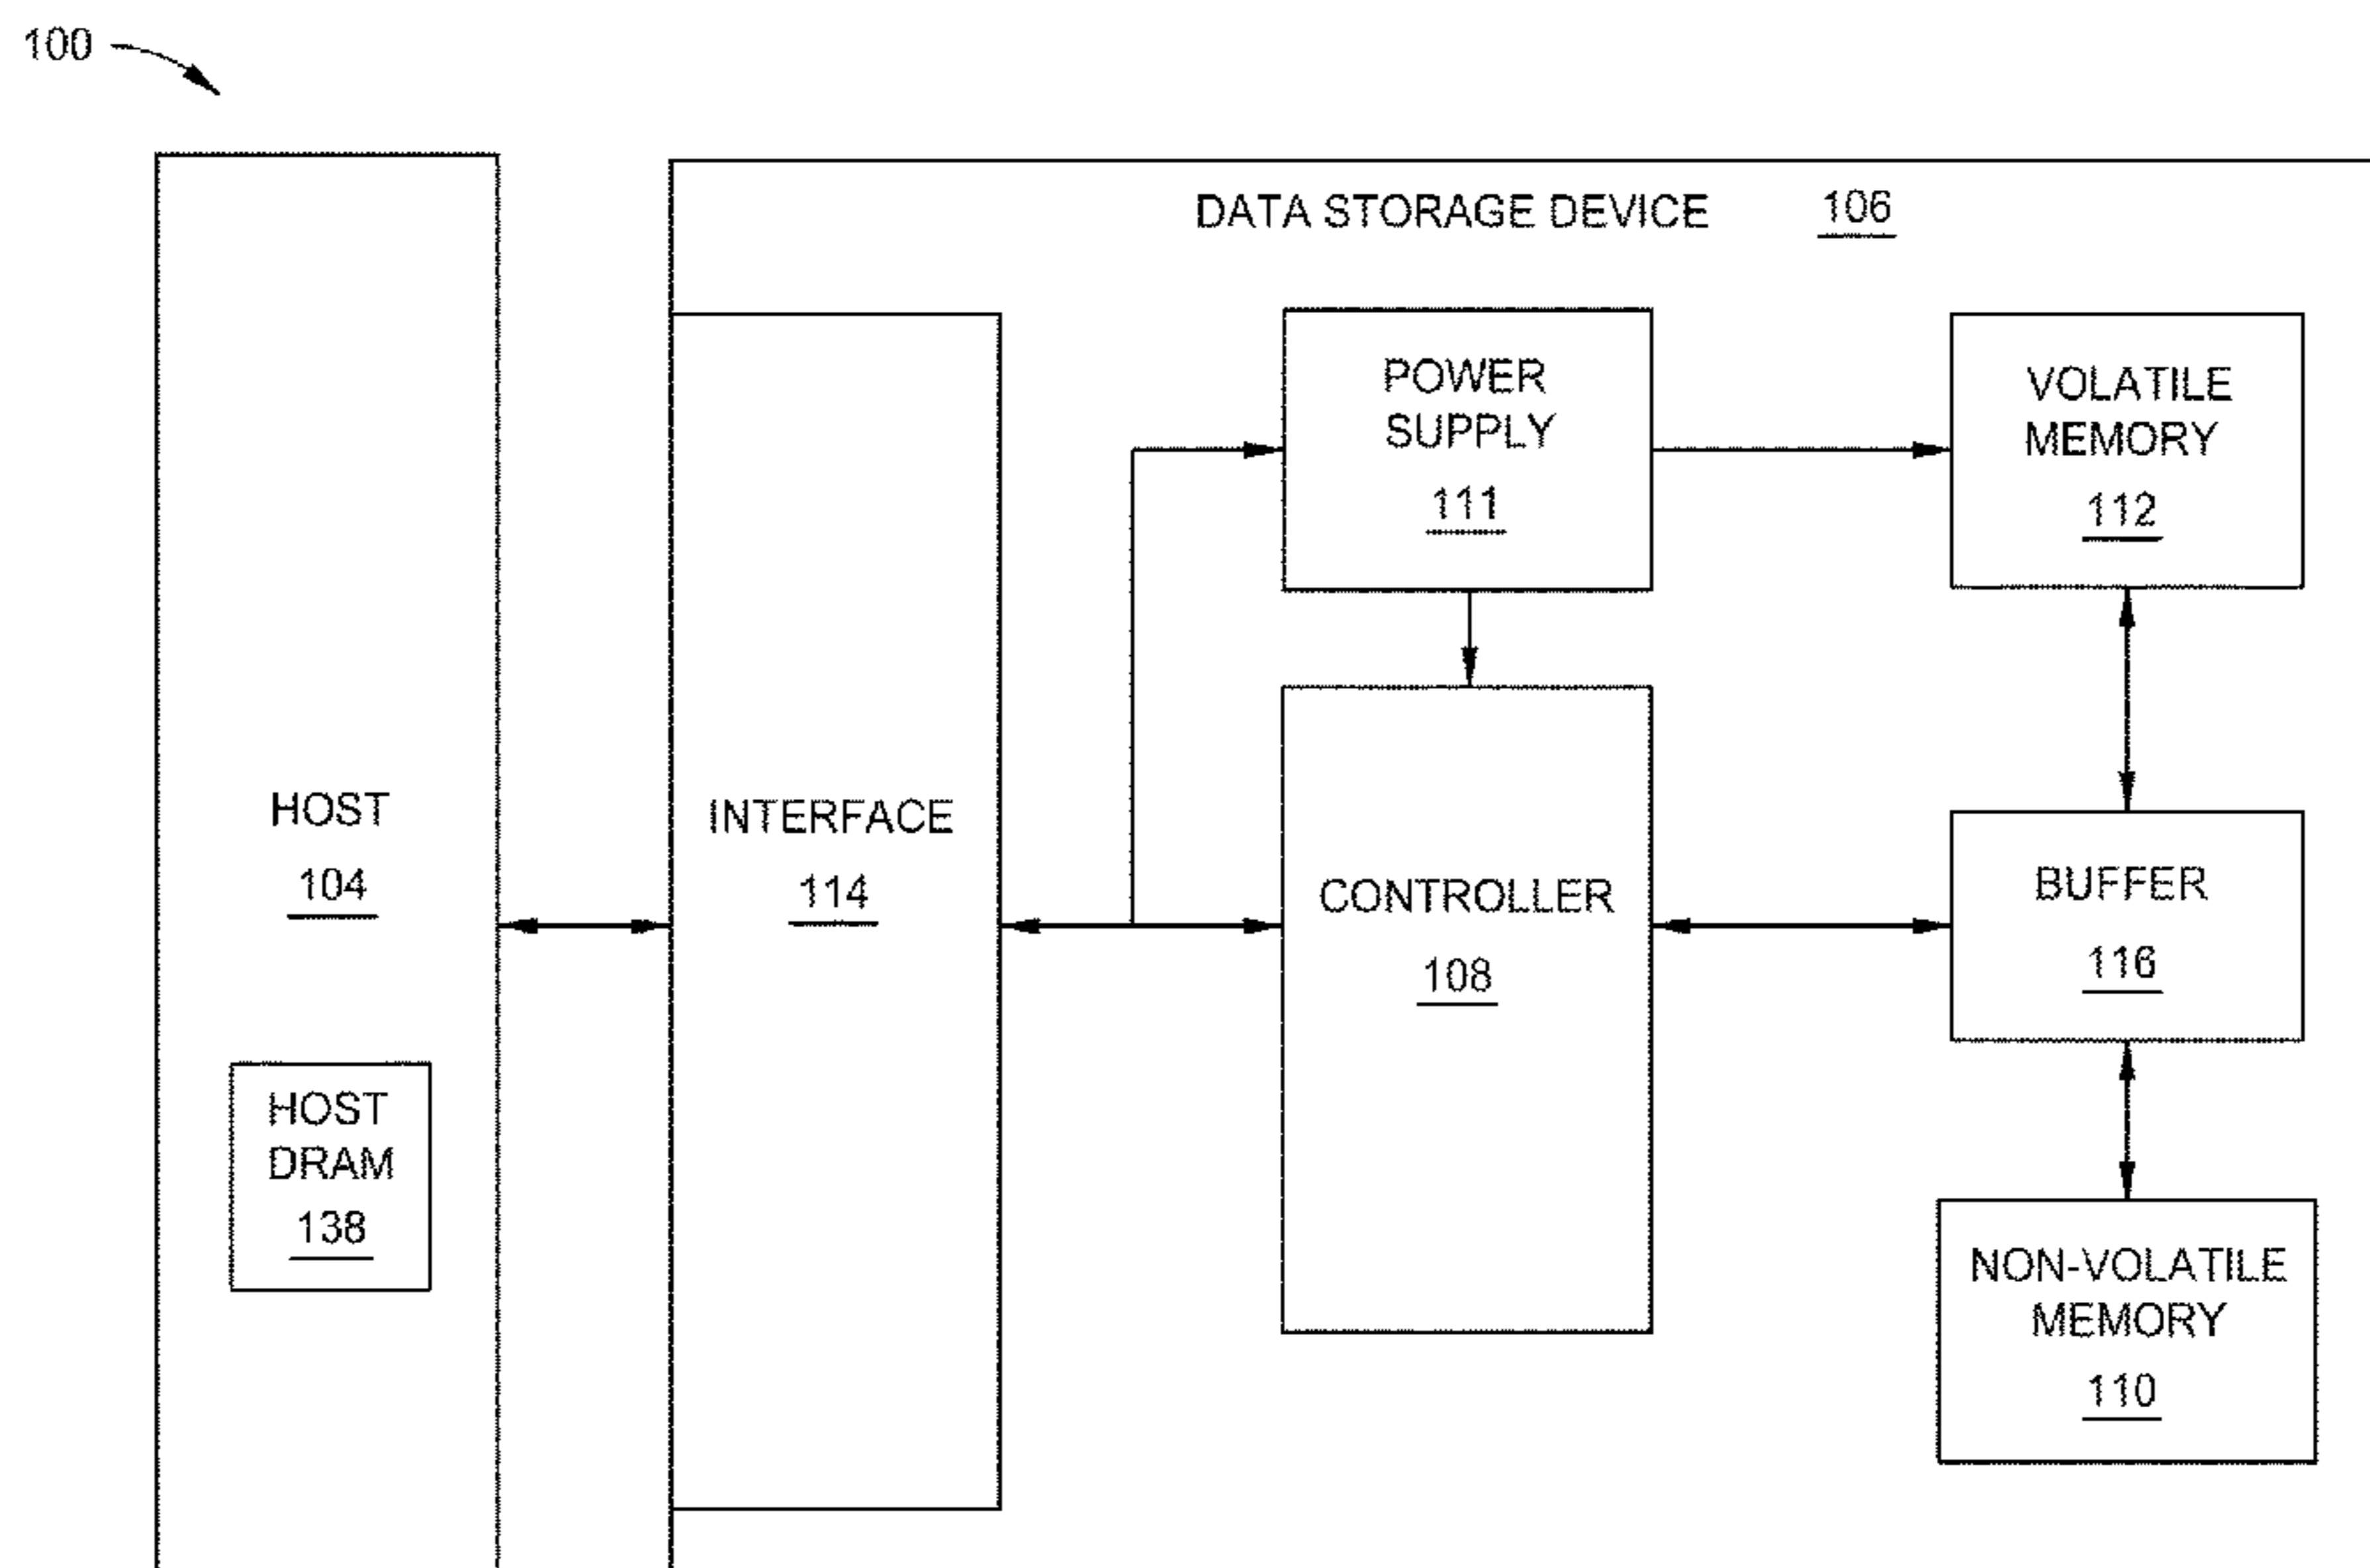 100
DATA STORAGE DEVICE 106
POWER
SUPPLY
111
VOLATILE
MEMORY
112
HOST
104
INTERFACE
114
CONTROLLER
108
BUFFER
116
HOST
DRAM
138
NON-VOLATILE
MEMORY
110